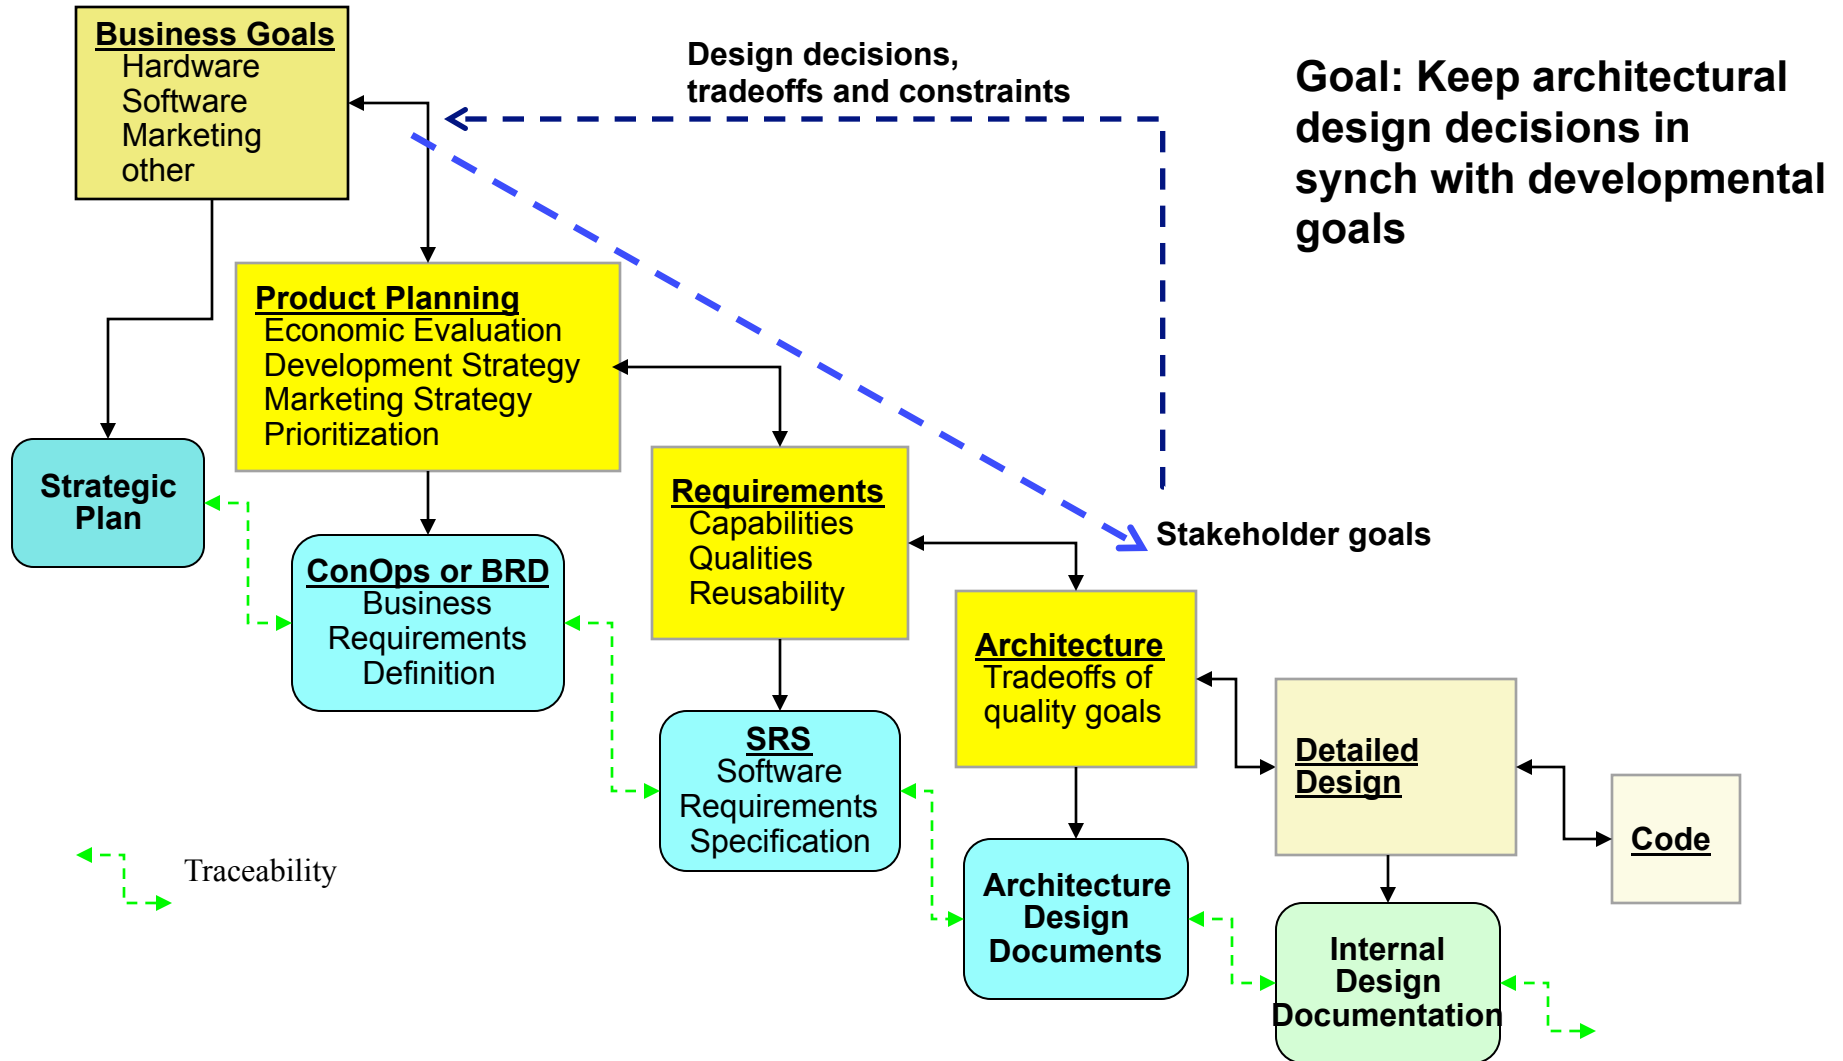 Business Goals
Hardware
Software
Marketing
other
Design decisions,
tradeoffs and constraints
Goal: Keep architectural
design decisions in
synch with developmental
goals
Product Planning
Economic Evaluation
Development Strategy
Marketing Strategy
Prioritization
Strategic
Plan
Requirements
Capabilities
Qualities
Reusability
Stakeholder goals
ConOps or BRD
Business
Requirements
Definition
Architecture
Tradeoffs of
quality goals
SRS
Software
Requirements
Specification
Detailed
Design
Code
Traceability
Architecture
Design
Documents
Internal
Design
Documentation